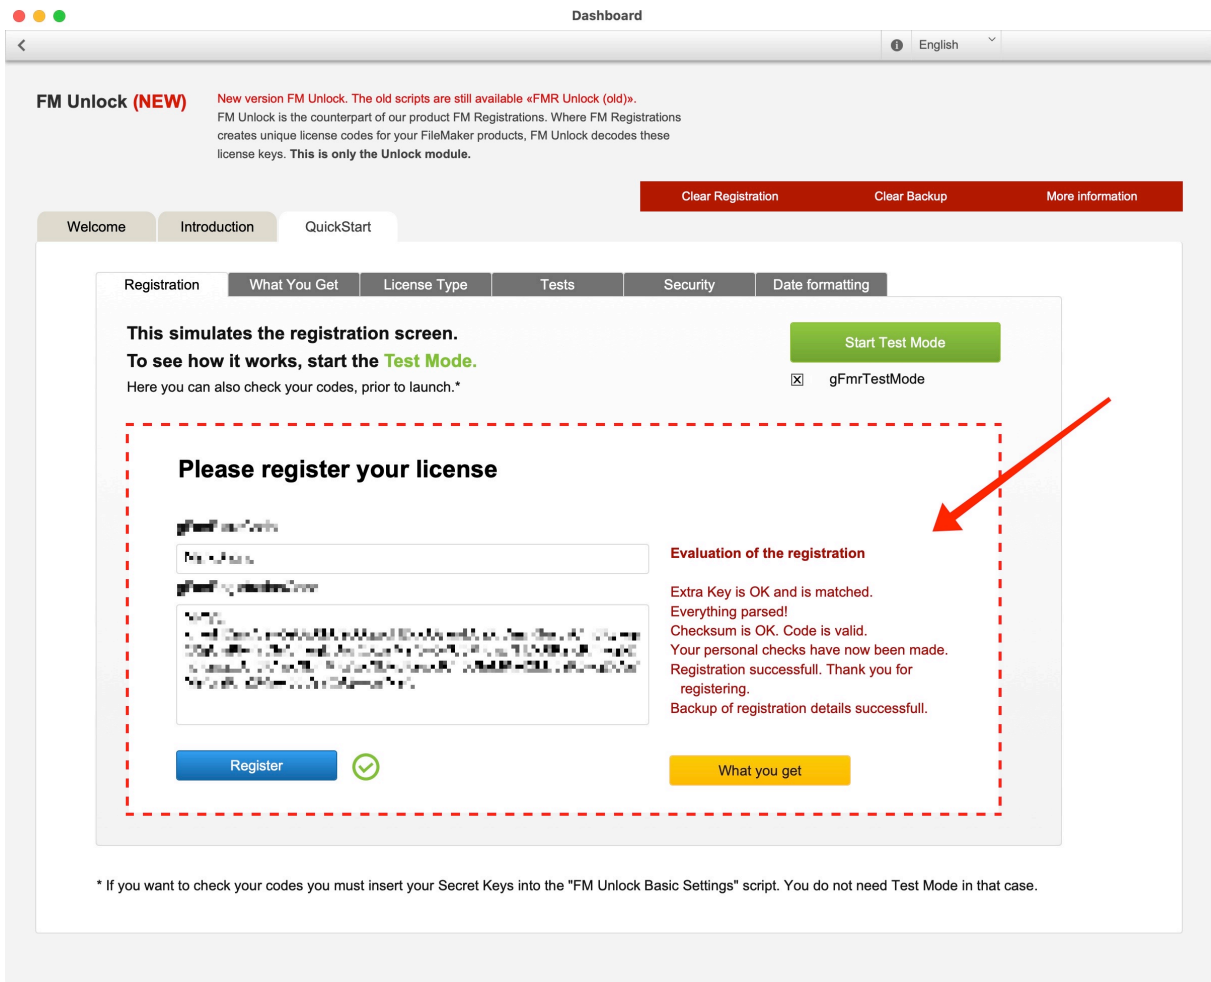 Dashboard
English
FM Unlock (NEW)
New version FM Unlock. The old scripts are still available «FMR Unlock (old)».
FM Unlock is the counterpart of our product FM Registrations. Where FM Registrations
creates unique license codes for your FileMaker products, FM Unlock decodes these
license keys. This is only the Unlock module.
Clear Registration Clear Backup More information
Welcome Introduction QuickStart
Registration What You Get License Type Tests Security Date formatting
This simulates the registration screen.
To see how it works, start the Test Mode.
Here you can also check your codes, prior to launch.*
Start Test Mode
gFmrTestMode
Please register your license
Evaluation of the registration
Extra Key is OK and is matched.
Everything parsed!
Checksum is OK. Code is valid.
Your personal checks have now been made.
Registration successfull. Thank you for
registering.
Backup of registration details successfull.
Register
What you get
* If you want to check your codes you must insert your Secret Keys into the "FM Unlock Basic Settings" script. You do not need Test Mode in that case.